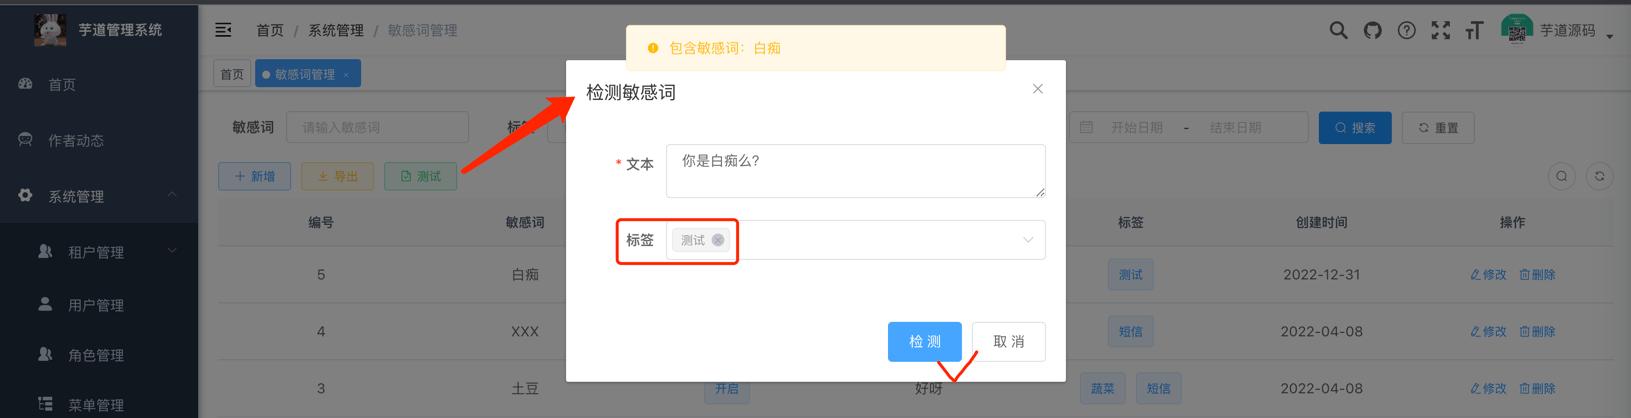 芋道管理系统
首页 / 系统管理 / 敏感词管理
芋道源码
包含敏感词：白痴
首页
敏感词管理 ×
首页
作者动态
系统管理
租户管理
用户管理
角色管理
菜单管理
敏感词 请输入敏感词
开始日期 - 结束日期
搜索
重置
+ 新增
导出
测试
检测敏感词
* 文本 你是白痴么?
标签 测试
检 测
取 消
编号 敏感词 标签 创建时间 操作
5 白痴 测试 2022-12-31 修改 删除
4 XXX 短信 2022-04-08 修改 删除
3 土豆 开启 好呀 蔬菜 短信 2022-04-08 修改 删除